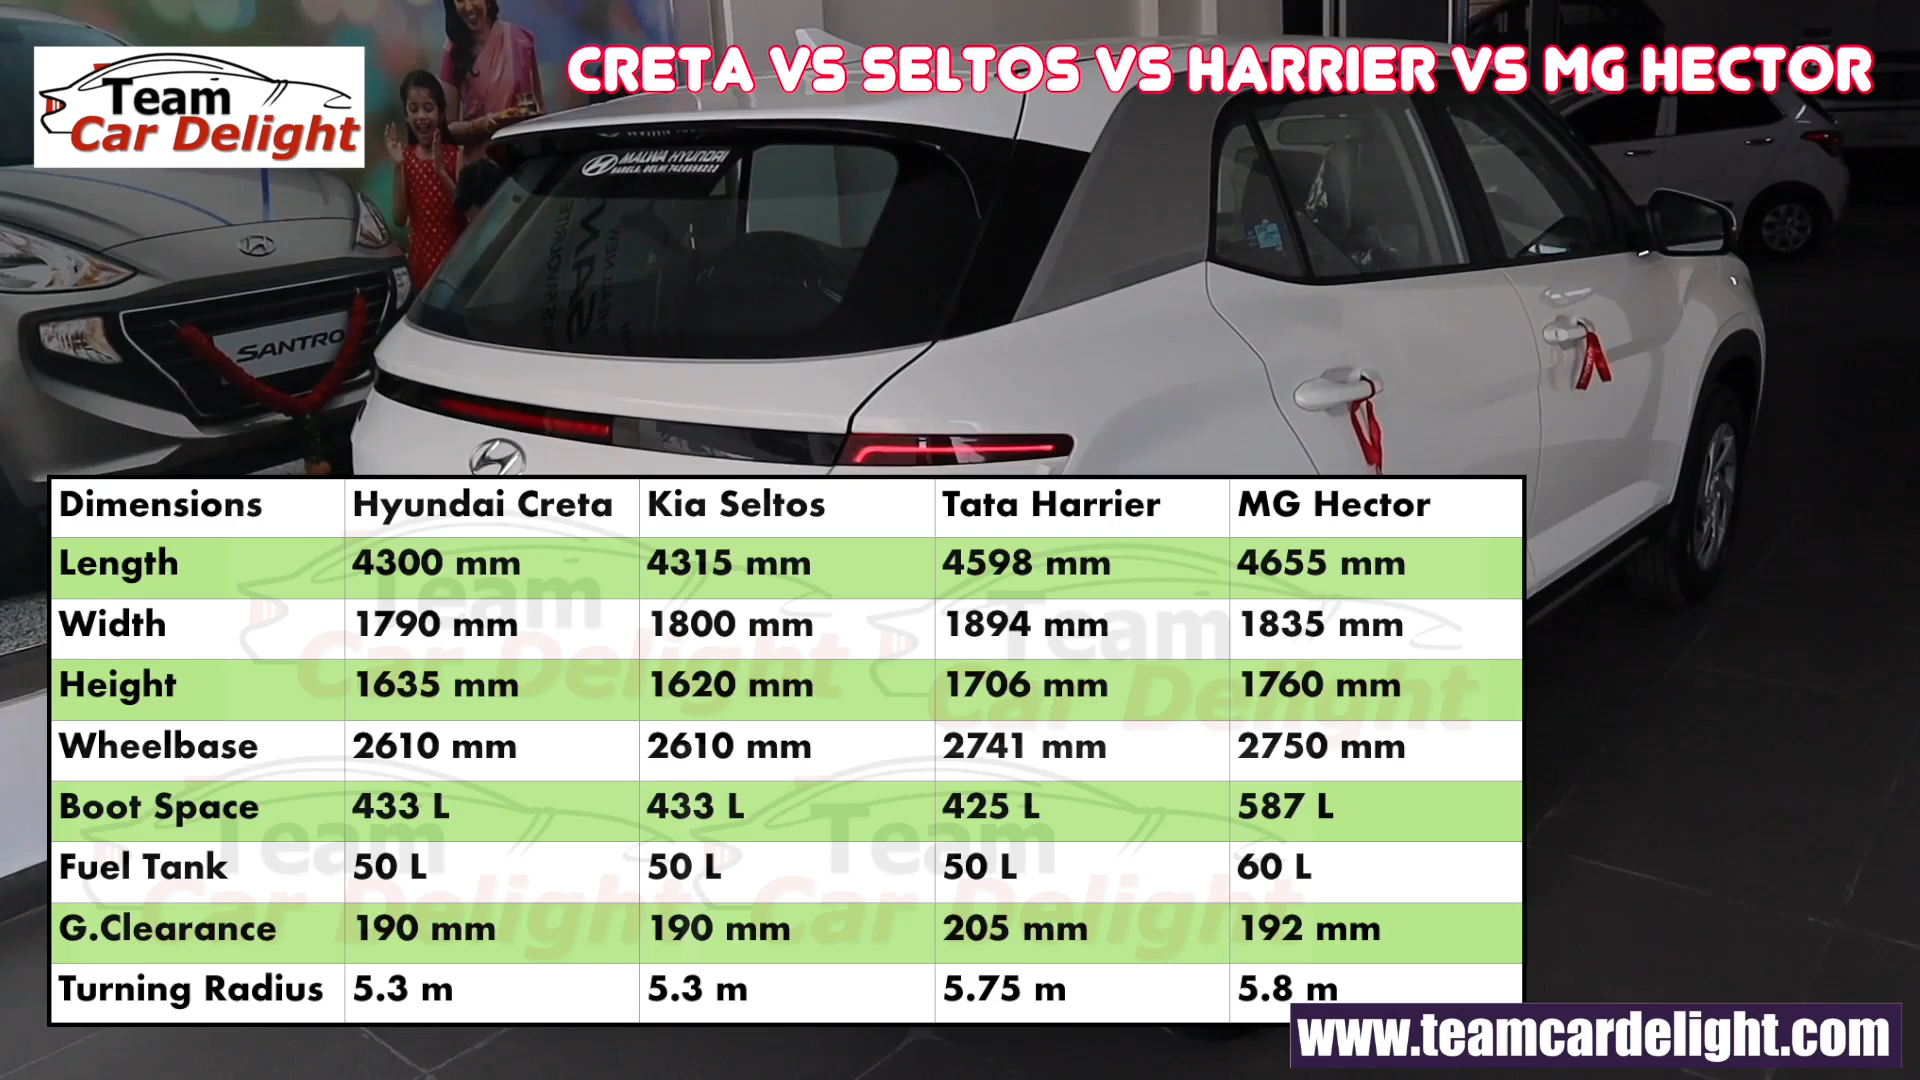 Team
Car Delight
CRETA VS SELTOS VS HARRIER VS MG HECTOR
MALWA HYUNDAI
SANTRO
Dimensions Hyundai Creta Kia Seltos Tata Harrier MG Hector
Length 4300 mm 4315 mm 4598 mm 4655 mm
Width 1790 mm 1800 mm 1894 mm 1835 mm
Height 1635 mm 1620 mm 1706 mm 1760 mm
Wheelbase 2610 mm 2610 mm 2741 mm 2750 mm
Boot Space 433 L 433 L 425 L 587 L
Fuel Tank 50 L 50 L 50 L 60 L
G.Clearance 190 mm 190 mm 205 mm 192 mm
Turning Radius 5.3 m 5.3 m 5.75 m 5.8 m
www.teamcardelight.com